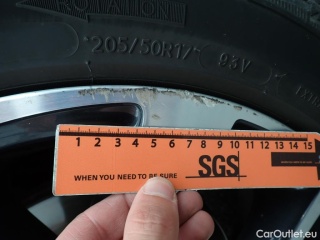 ROTATION
205/50R17 93V
1 2 3 4 5 6 7 8 9 10 11 12 13 14 15
WHEN YOU NEED TO BE SURE SGS
CarOutlet.eu